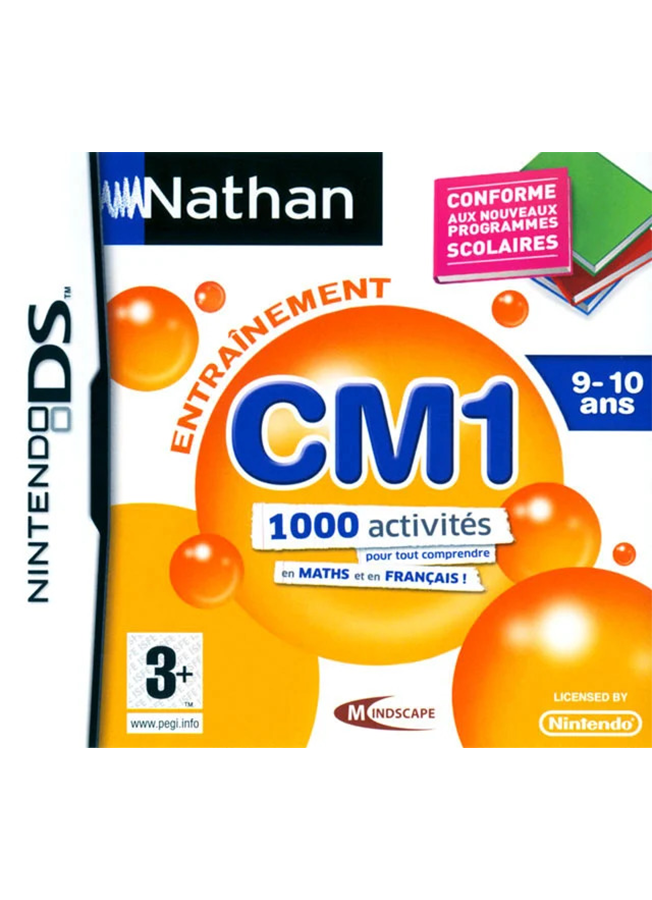 Nathan
CONFORME
AUX NOUVEAUX
PROGRAMMES
SCOLAIRES
NINTENDO DS™
ENTRAÎNEMENT
CM1
9-10
ans
1000 activités
pour tout comprendre
en MATHS et en FRANÇAIS !
3+
www.pegi.info
MINDSCAPE
LICENSED BY
Nintendo